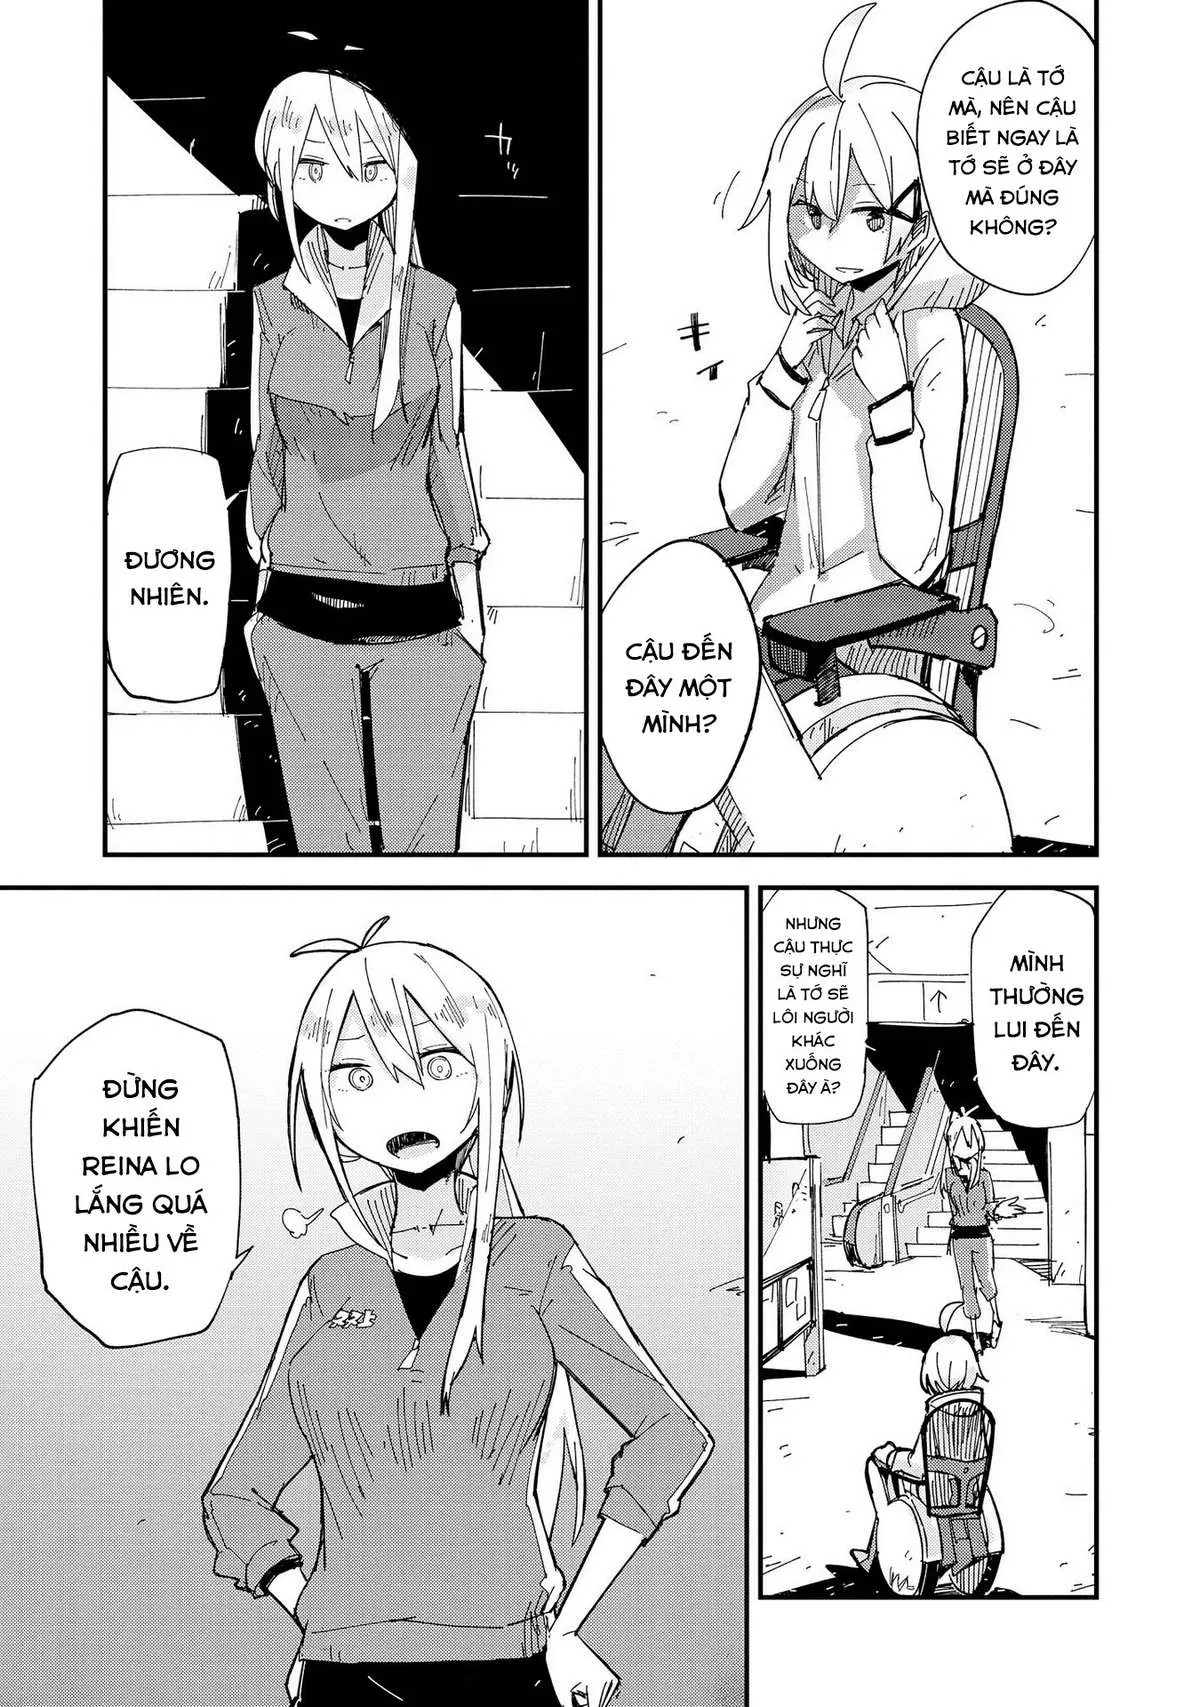 CẬU LÀ TỚ
MÀ, NÊN CẬU
BIẾT NGAY LÀ
TỚ SẼ Ở ĐÂY
MÀ ĐÚNG
KHÔNG?
CẬU ĐẾN
ĐÂY MỘT
MÌNH?
カッ
ĐƯƠNG
NHIÊN.
MÌNH
THƯỜNG
LUI ĐẾN
ĐÂY.
NHƯNG
CẬU THỰC
SỰ NGHĨ
LÀ TỚ SẼ
LÔI NGƯỜI
KHÁC
XUỐNG
ĐÂY À?
ĐỪNG
KHIẾN
REINA LO
LẮNG QUÁ
NHIỀU VỀ
CẬU.